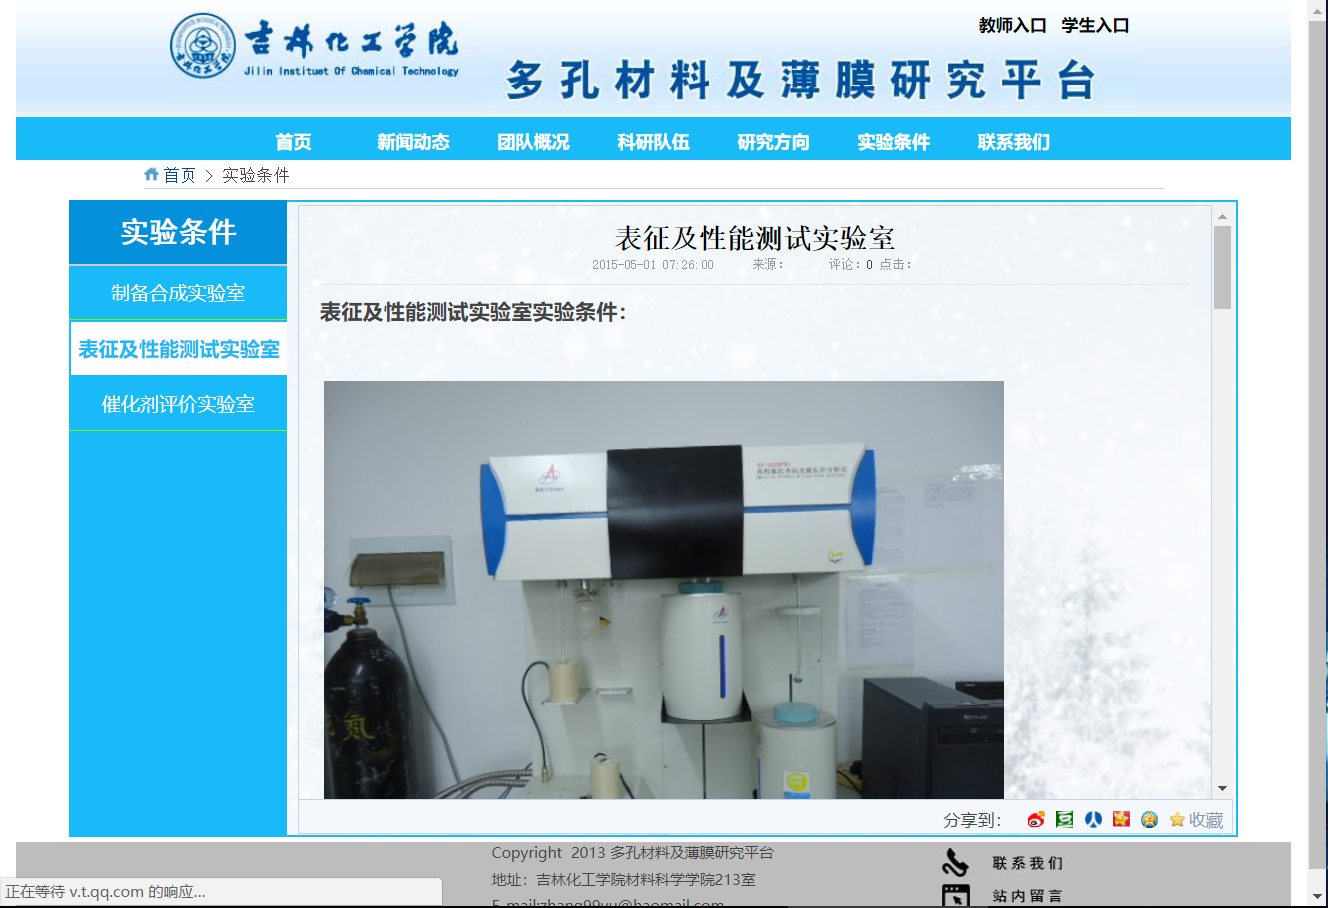 教师入口 学生入口
吉林化工学院
Jilin Instituet Of Chemical Technology
多孔材料及薄膜研究平台
首页 新闻动态 团队概况 科研队伍 研究方向 实验条件 联系我们
首页 > 实验条件
实验条件
制备合成实验室
表征及性能测试实验室
催化剂评价实验室
表征及性能测试实验室
2015-05-01 07:26:00 来源： 评论：0 点击：
表征及性能测试实验室实验条件：
氮
分享到： 收藏
Copyright 2013 多孔材料及薄膜研究平台
地址：吉林化工学院材料科学学院213室
E-mail:zhang99yu@haomail.com
联系我们
站内留言
正在等待 v.t.qq.com 的响应...